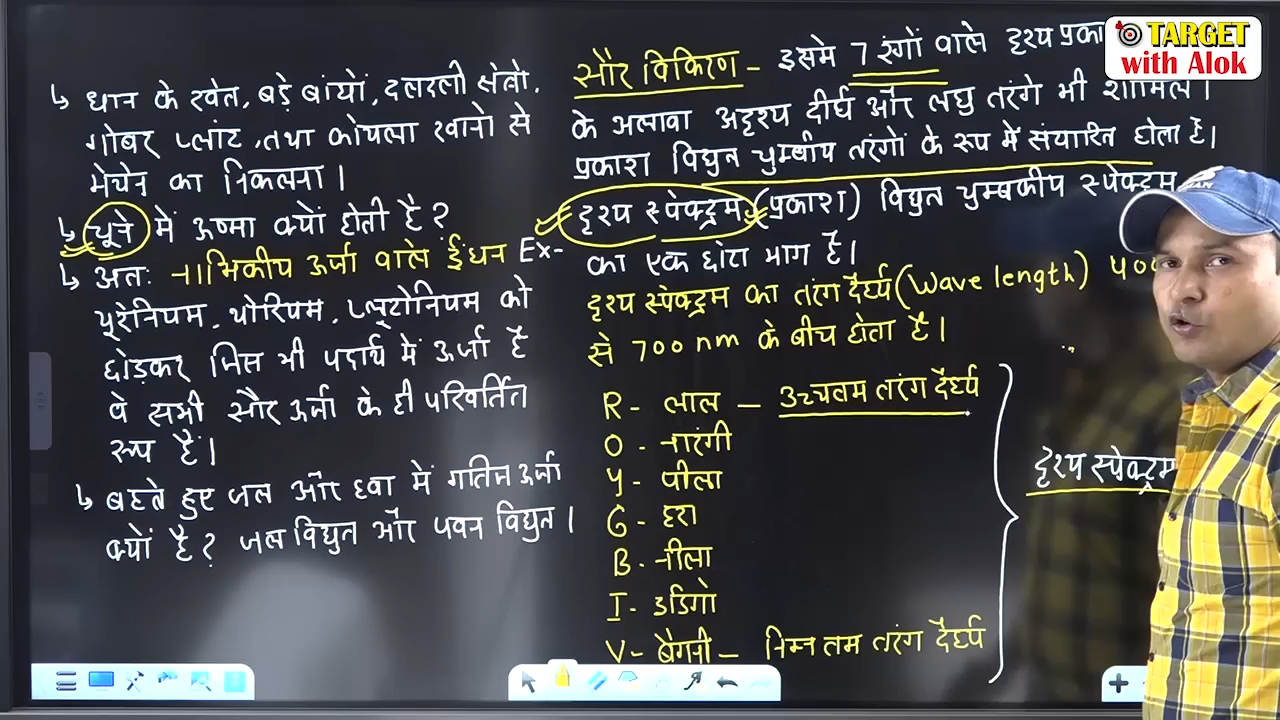 ↳ धान के खेत, बड़े बांधों, दलदली क्षेत्रो,
गोबर प्लांट, तथा कोयला खानो से
मेथेन का निकलना।
↳ चूने में ऊष्मा क्यों होती है?
↳ अतः नाभिकीय ऊर्जा वाले ईंधन Ex-
यूरेनियम, थोरियम, प्लूटोनियम को
छोड़कर जिस भी पदार्थ में ऊर्जा है
वे सभी सौर ऊर्जा के ही परिवर्तित
रूप हैं।
↳ बहते हुए जल और हवा में गतिज ऊर्जा
क्यों है? जल विद्युत और पवन विद्युत।
सौर विकिरण - इसमे 7 रंगों वाले दृश्य
के अलावा अदृश्य दीर्घ और लघु तरंगे भी शामिल।
प्रकाश विद्युत चुम्बीय तरंगों के रूप में संचारित होता है।
दृश्य स्पेक्ट्रम (प्रकाश) विद्युत चुम्बकीय स्पेक्ट्रम
का एक छोटा भाग है।
दृश्य स्पेक्ट्रम का तरंग दैर्घ्य (Wave length)
से 700 nm के बीच होता है।
R - लाल - उच्चतम तरंग दैर्घ्य
O - नारंगी
Y - पीला
G - हरा
B - नीला
I - इंडिगो
V - बैंगनी - निम्नतम तरंग दैर्घ्य
दृश्य स्पेक्ट्रम
TARGET
with Alok